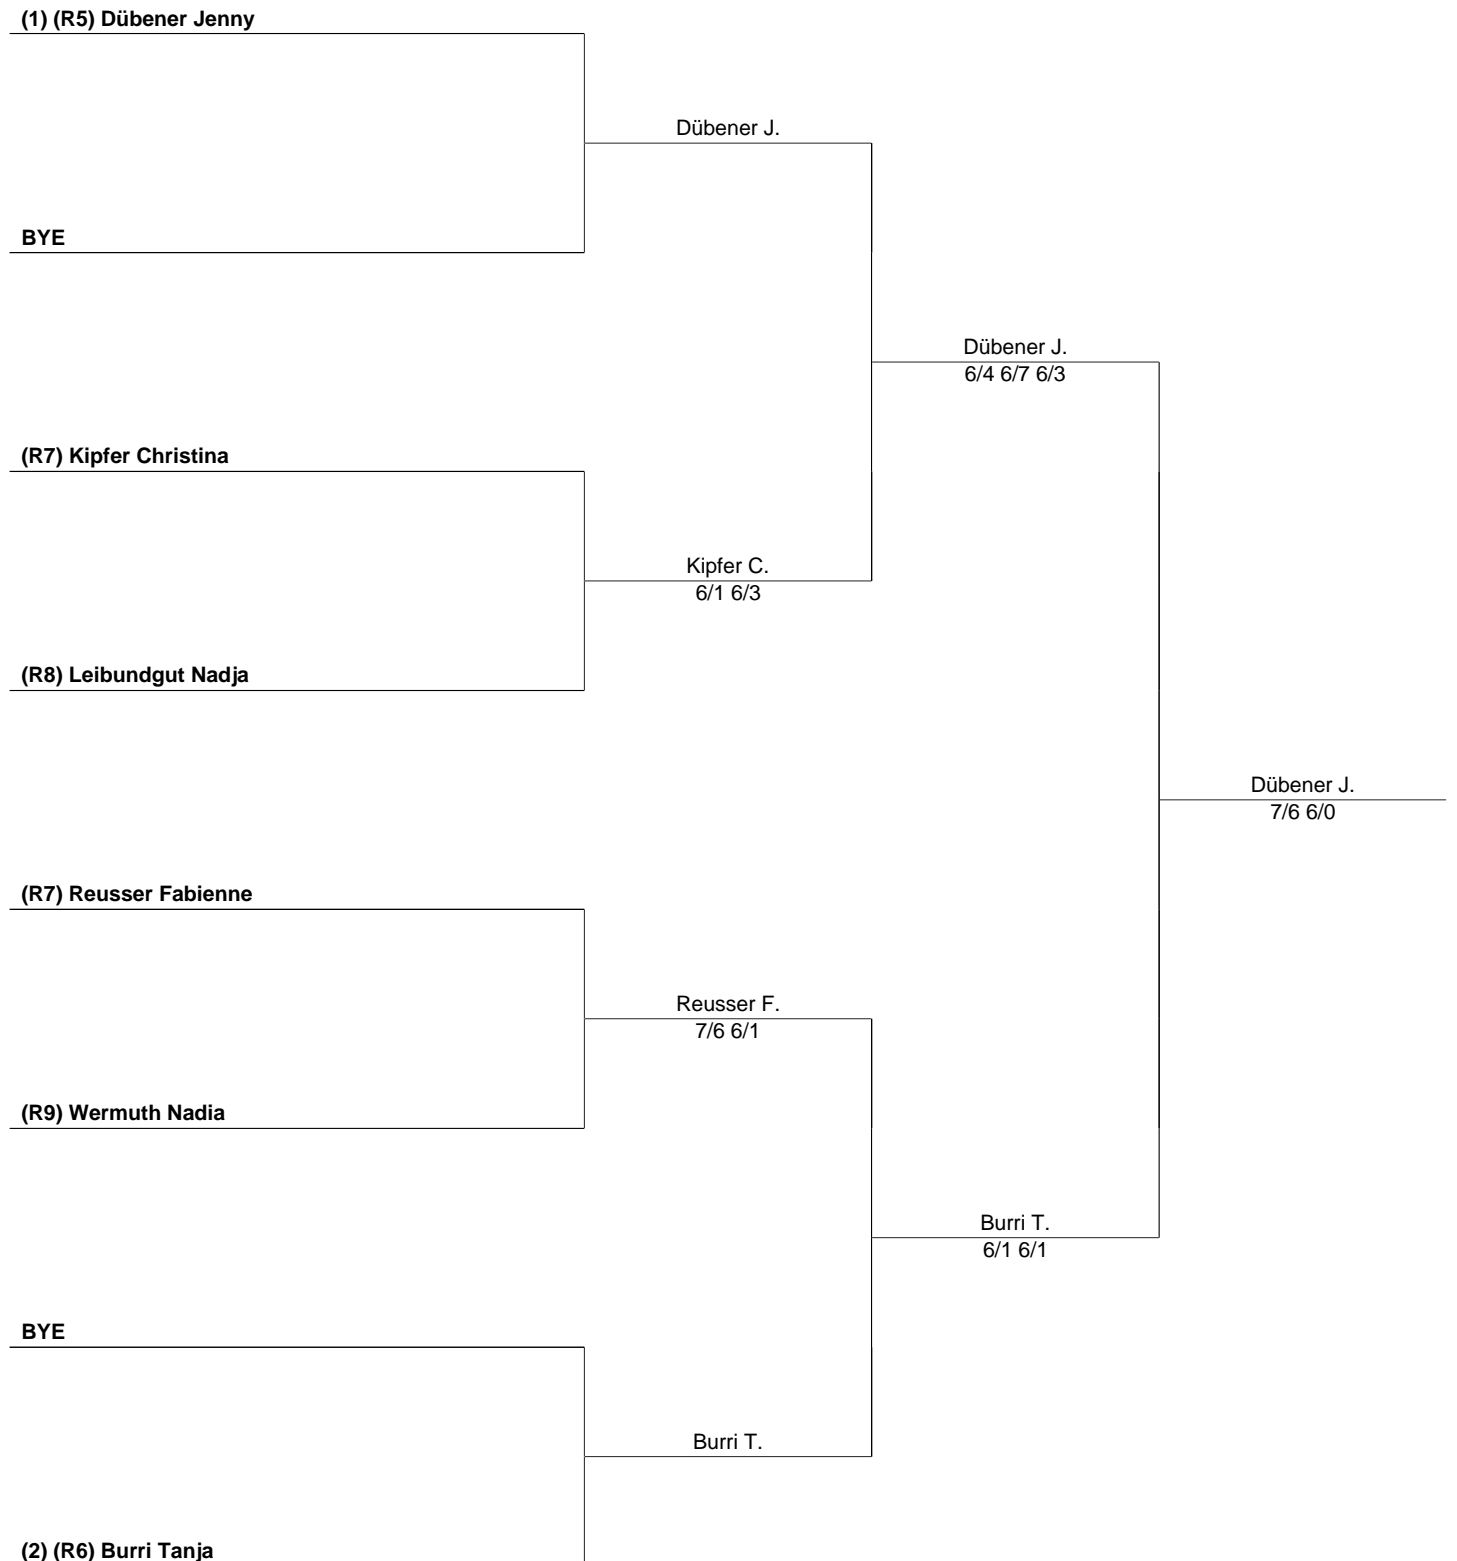 (1) (R5) Dübener Jenny
Dübener J.
BYE
Dübener J.
6/4 6/7 6/3
(R7) Kipfer Christina
Kipfer C.
6/1 6/3
(R8) Leibundgut Nadja
Dübener J.
7/6 6/0
(R7) Reusser Fabienne
Reusser F.
7/6 6/1
(R9) Wermuth Nadia
Burri T.
6/1 6/1
BYE
Burri T.
(2) (R6) Burri Tanja